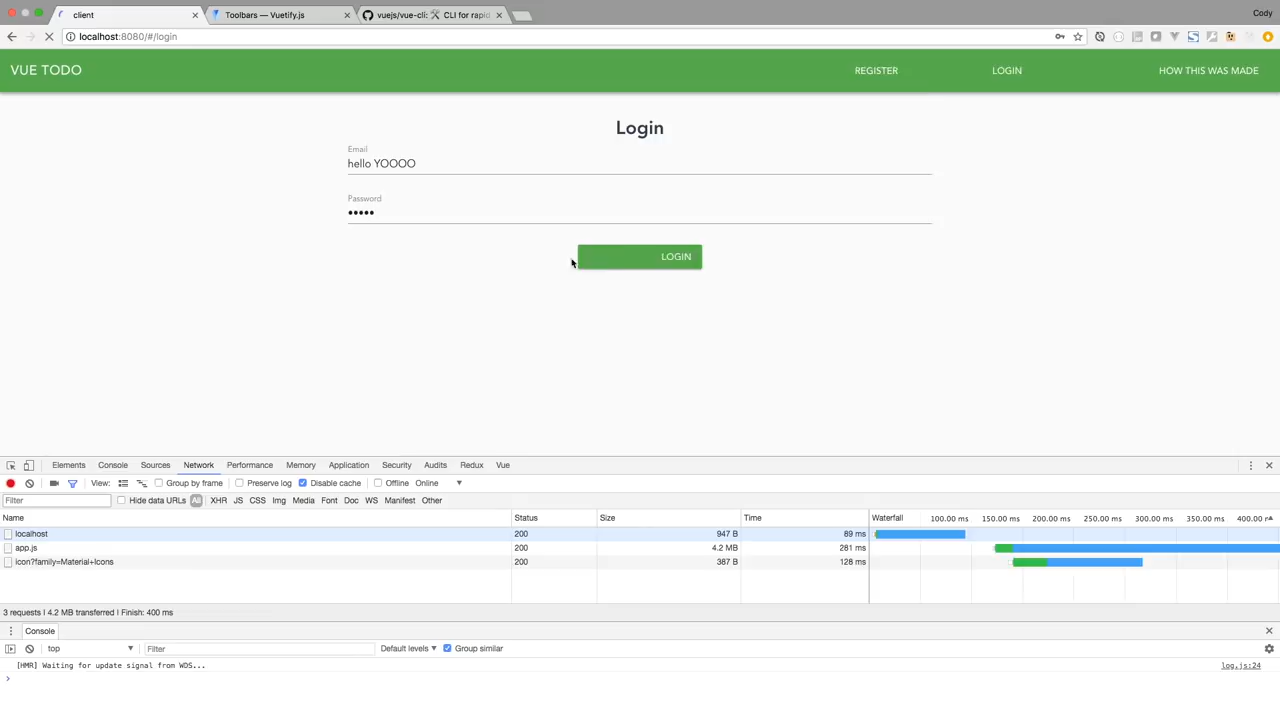 client
Toolbars — Vuetify.js
vuejs/vue-cli: 🛠 CLI for rapid
Cody
localhost:8080/#/login
VUE TODO
REGISTER
LOGIN
HOW THIS WAS MADE
Login
Email
hello YOOOO
Password
•••••
LOGIN
Elements Console Sources Network Performance Memory Application Security Audits Redux Vue
View: Group by frame Preserve log Disable cache Offline Online
Filter Hide data URLs All XHR JS CSS Img Media Font Doc WS Manifest Other
Name Status Size Time Waterfall 100.00 ms 150.00 ms 200.00 ms 250.00 ms 300.00 ms 350.00 ms 400.00
localhost 200 947 B 89 ms
app.js 200 4.2 MB 281 ms
icon?family=Material+Icons 200 387 B 128 ms
3 requests | 4.2 MB transferred | Finish: 400 ms
Console
top Filter Default levels Group similar
[HMR] Waiting for update signal from WDS... log.js:24